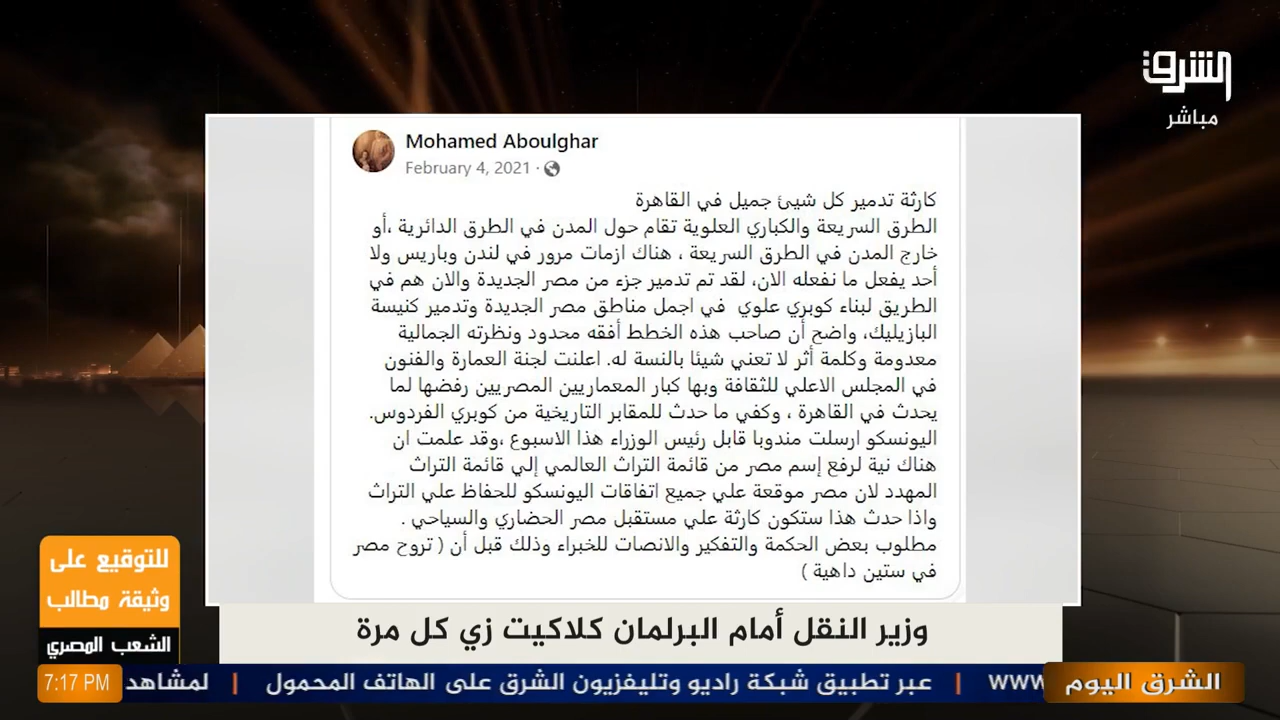 الشرق
مباشر
Mohamed Aboulghar
February 4, 2021
كارثة تدمير كل شيئ جميل في القاهرة
الطرق السريعة والكباري العلوية تقام حول المدن في الطرق الدائرية ،أو
خارج المدن في الطرق السريعة ، هناك ازمات مرور في لندن وباريس ولا
أحد يفعل ما نفعله الان، لقد تم تدمير جزء من مصر الجديدة والان هم في
الطريق لبناء كوبري علوي في اجمل مناطق مصر الجديدة وتدمير كنيسة
البازيليك، واضح أن صاحب هذه الخطط أفقه محدود ونظرته الجمالية
معدومة وكلمة أثر لا تعني شيئا بالنسة له. اعلنت لجنة العمارة والفنون
في المجلس الاعلي للثقافة وبها كبار المعماريين المصريين رفضها لما
يحدث في القاهرة ، وكفي ما حدث للمقابر التاريخية من كوبري الفردوس.
اليونسكو ارسلت مندوبا قابل رئيس الوزراء هذا الاسبوع ،وقد علمت ان
هناك نية لرفع إسم مصر من قائمة التراث العالمي إلي قائمة التراث
المهدد لان مصر موقعة علي جميع اتفاقات اليونسكو للحفاظ علي التراث
واذا حدث هذا ستكون كارثة علي مستقبل مصر الحضاري والسياحي .
مطلوب بعض الحكمة والتفكير والانصات للخبراء وذلك قبل أن ( تروح مصر
في ستين داهية )
للتوقيع على
وثيقة مطالب
الشعب المصري
وزير النقل أمام البرلمان كلاكيت زي كل مرة
الشرق اليوم
www | عبر تطبيق شبكة راديو وتليفزيون الشرق على الهاتف المحمول | لمشاهد
7:17 PM